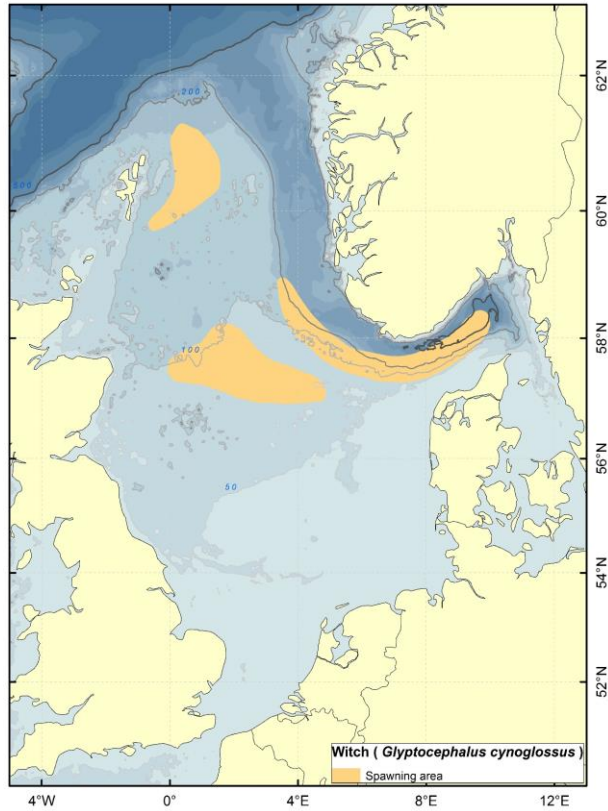 62°N
200
500
60°N
58°N
100
56°N
50
54°N
52°N
Witch ( Glyptocephalus cynoglossus )
Spawning area
4°W 0° 4°E 8°E 12°E